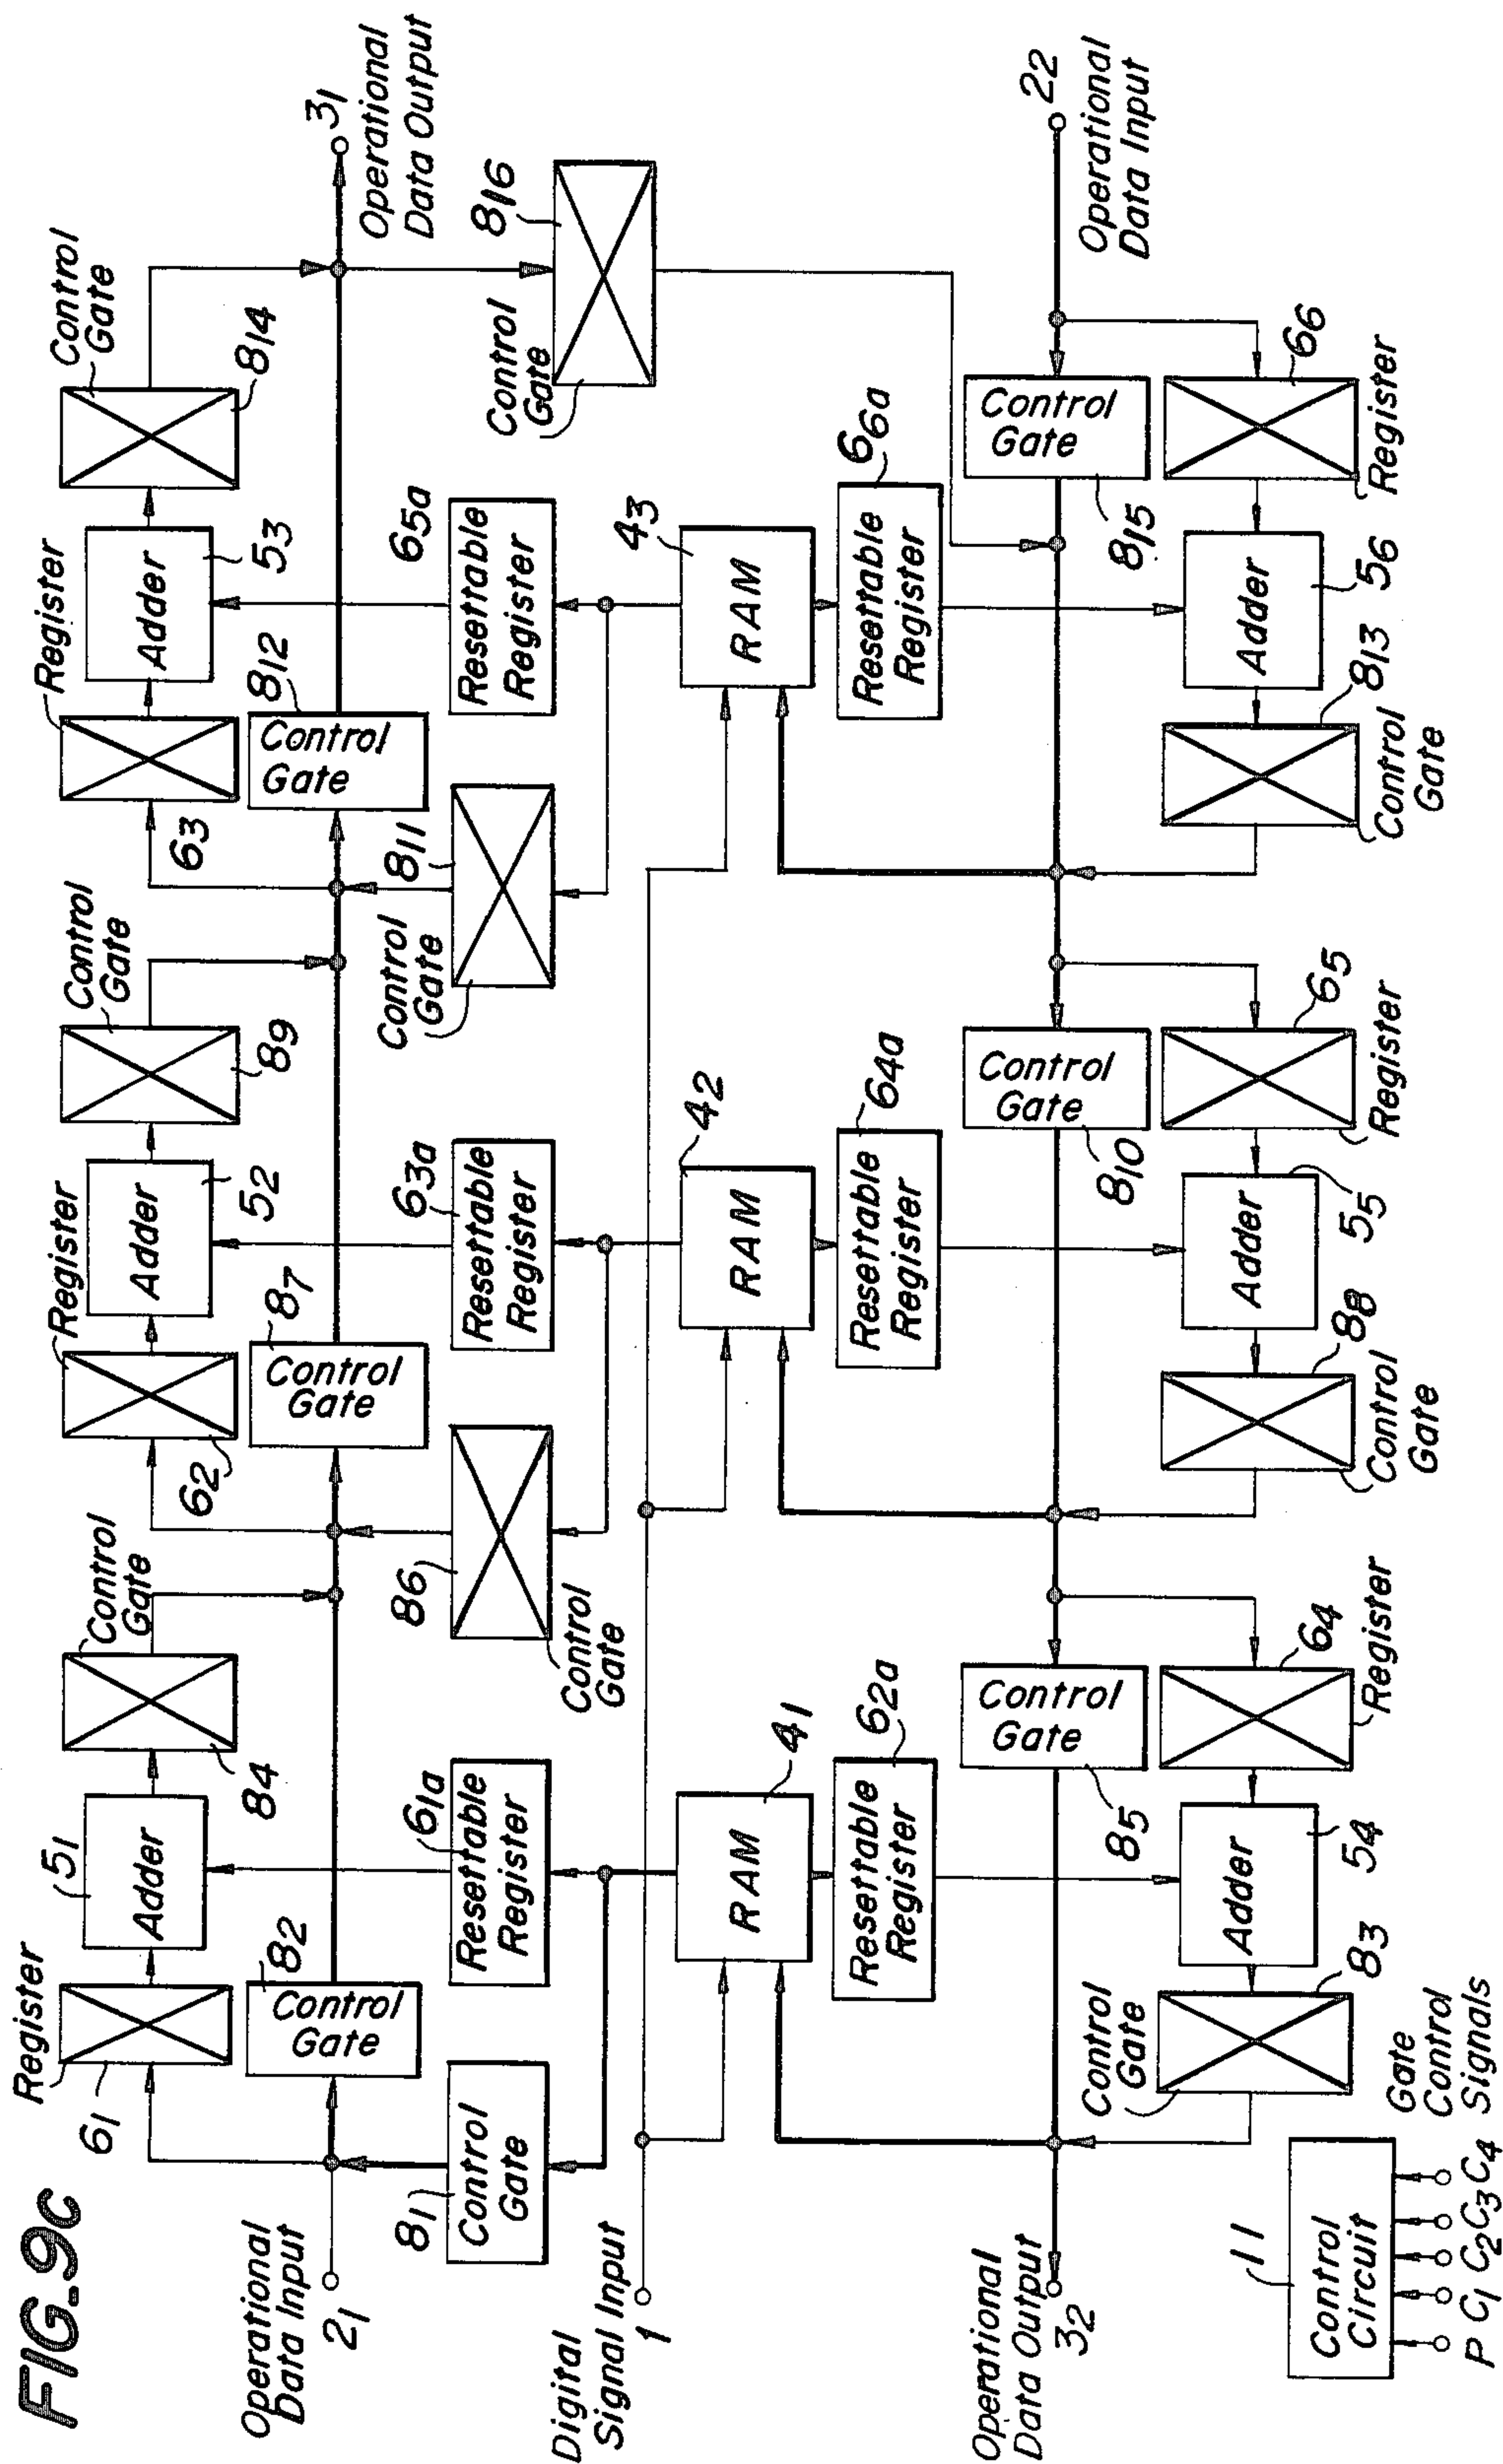 FIG_9C
Register
61
51
Adder
Control
Gate
84
Register
62
Adder
52
Control
Gate
89
Register
63
Adder
53
Control
Gate
814
Operational
Data Input
21
Control
Gate
82
Control
Gate
87
Control
Gate
812
31
Operational
Data Output
81
Control
Gate
Resettable
Register
61a
86
Control
Gate
Resettable
Register
63a
811
Control
Gate
Resettable
Register
65a
816
Control
Gate
Digital
Signal Input
1
RAM
41
RAM
42
RAM
43
Resettable
Register
62a
Resettable
Register
64a
Resettable
Register
66a
Operational
Data Output
32
Control
Gate
85
Control
Gate
810
Control
Gate
815
22
Operational
Data Input
Control
Gate
83
Adder
54
64
Register
Control
Gate
88
Adder
55
65
Register
Control
Gate
813
Adder
56
66
Register
11
Control
Circuit
P C1 C2 C3 C4
Gate
Control
Signals